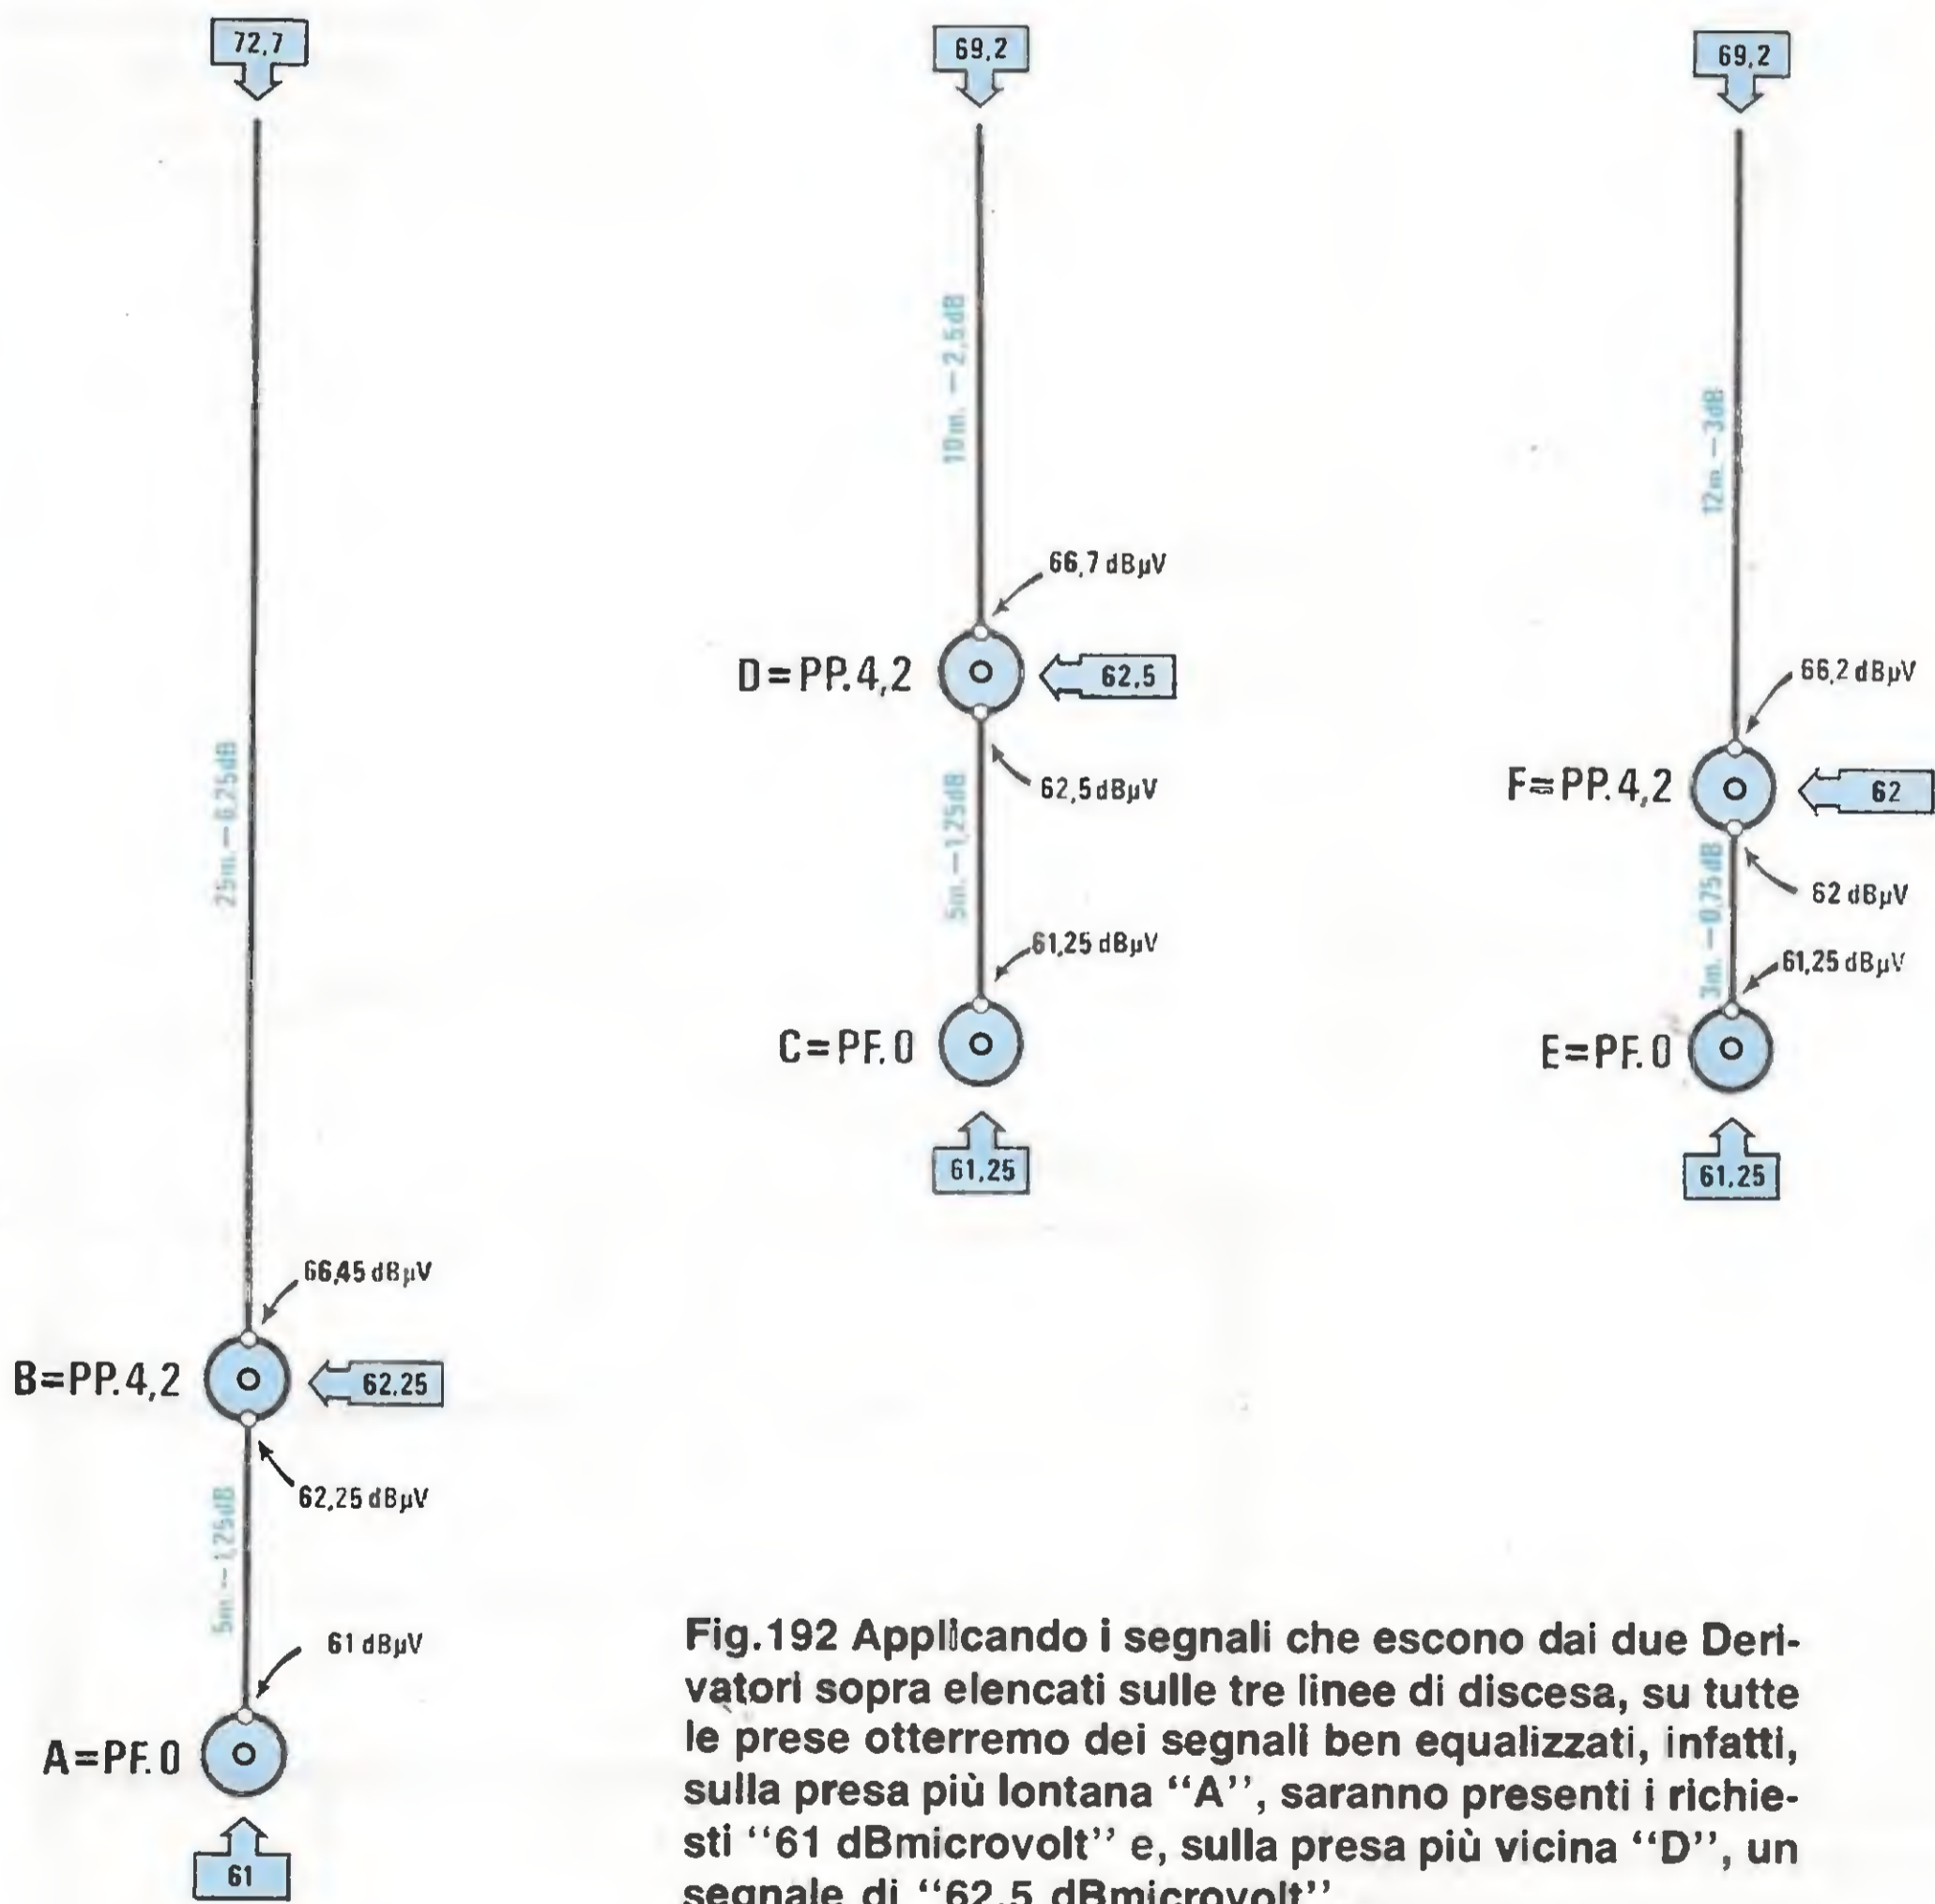 72,7
25m.–6,25dB
66,45 dBµV
B=PP.4,2
62,25
62,25 dBµV
5m.–1,25dB
61 dBµV
A=PF.0
61
69,2
10m.–2,5dB
66,7 dBµV
D=PP.4,2
62,5
62,5dBµV
5m.–1,25dB
61,25 dBµV
C=PF.0
61,25
69,2
12m.–3dB
66,2 dBµV
F=PP.4,2
62
62 dBµV
3m.–0,75dB
61,25 dBµV
E=PF.0
61,25
Fig.192 Applicando i segnali che escono dai due Deri-
vatori sopra elencati sulle tre linee di discesa, su tutte
le prese otterremo dei segnali ben equalizzati, infatti,
sulla presa più lontana “A”, saranno presenti i richie-
sti “61 dBmicrovolt” e, sulla presa più vicina “D”, un
segnale di “62,5 dBmicrovolt”